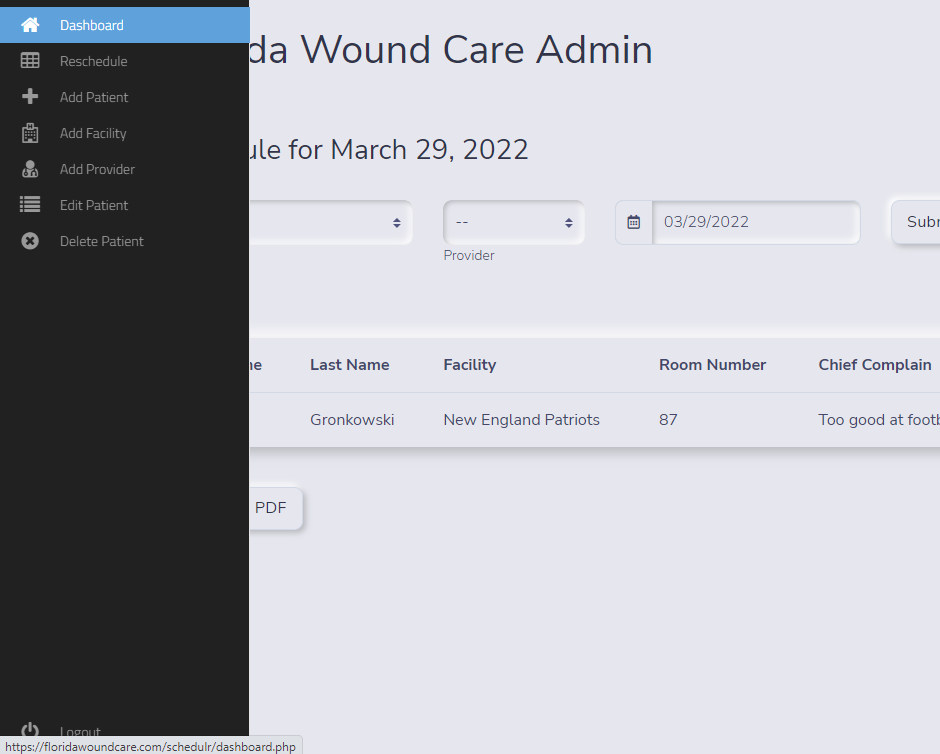 Dashboard
Reschedule
Add Patient
Add Facility
Add Provider
Edit Patient
Delete Patient
Logout
https://floridawoundcare.com/schedulr/dashboard.php
da Wound Care Admin
ule for March 29, 2022
--
03/29/2022
Subm
Provider
ne Last Name Facility Room Number Chief Complain
Gronkowski New England Patriots 87 Too good at footb
PDF